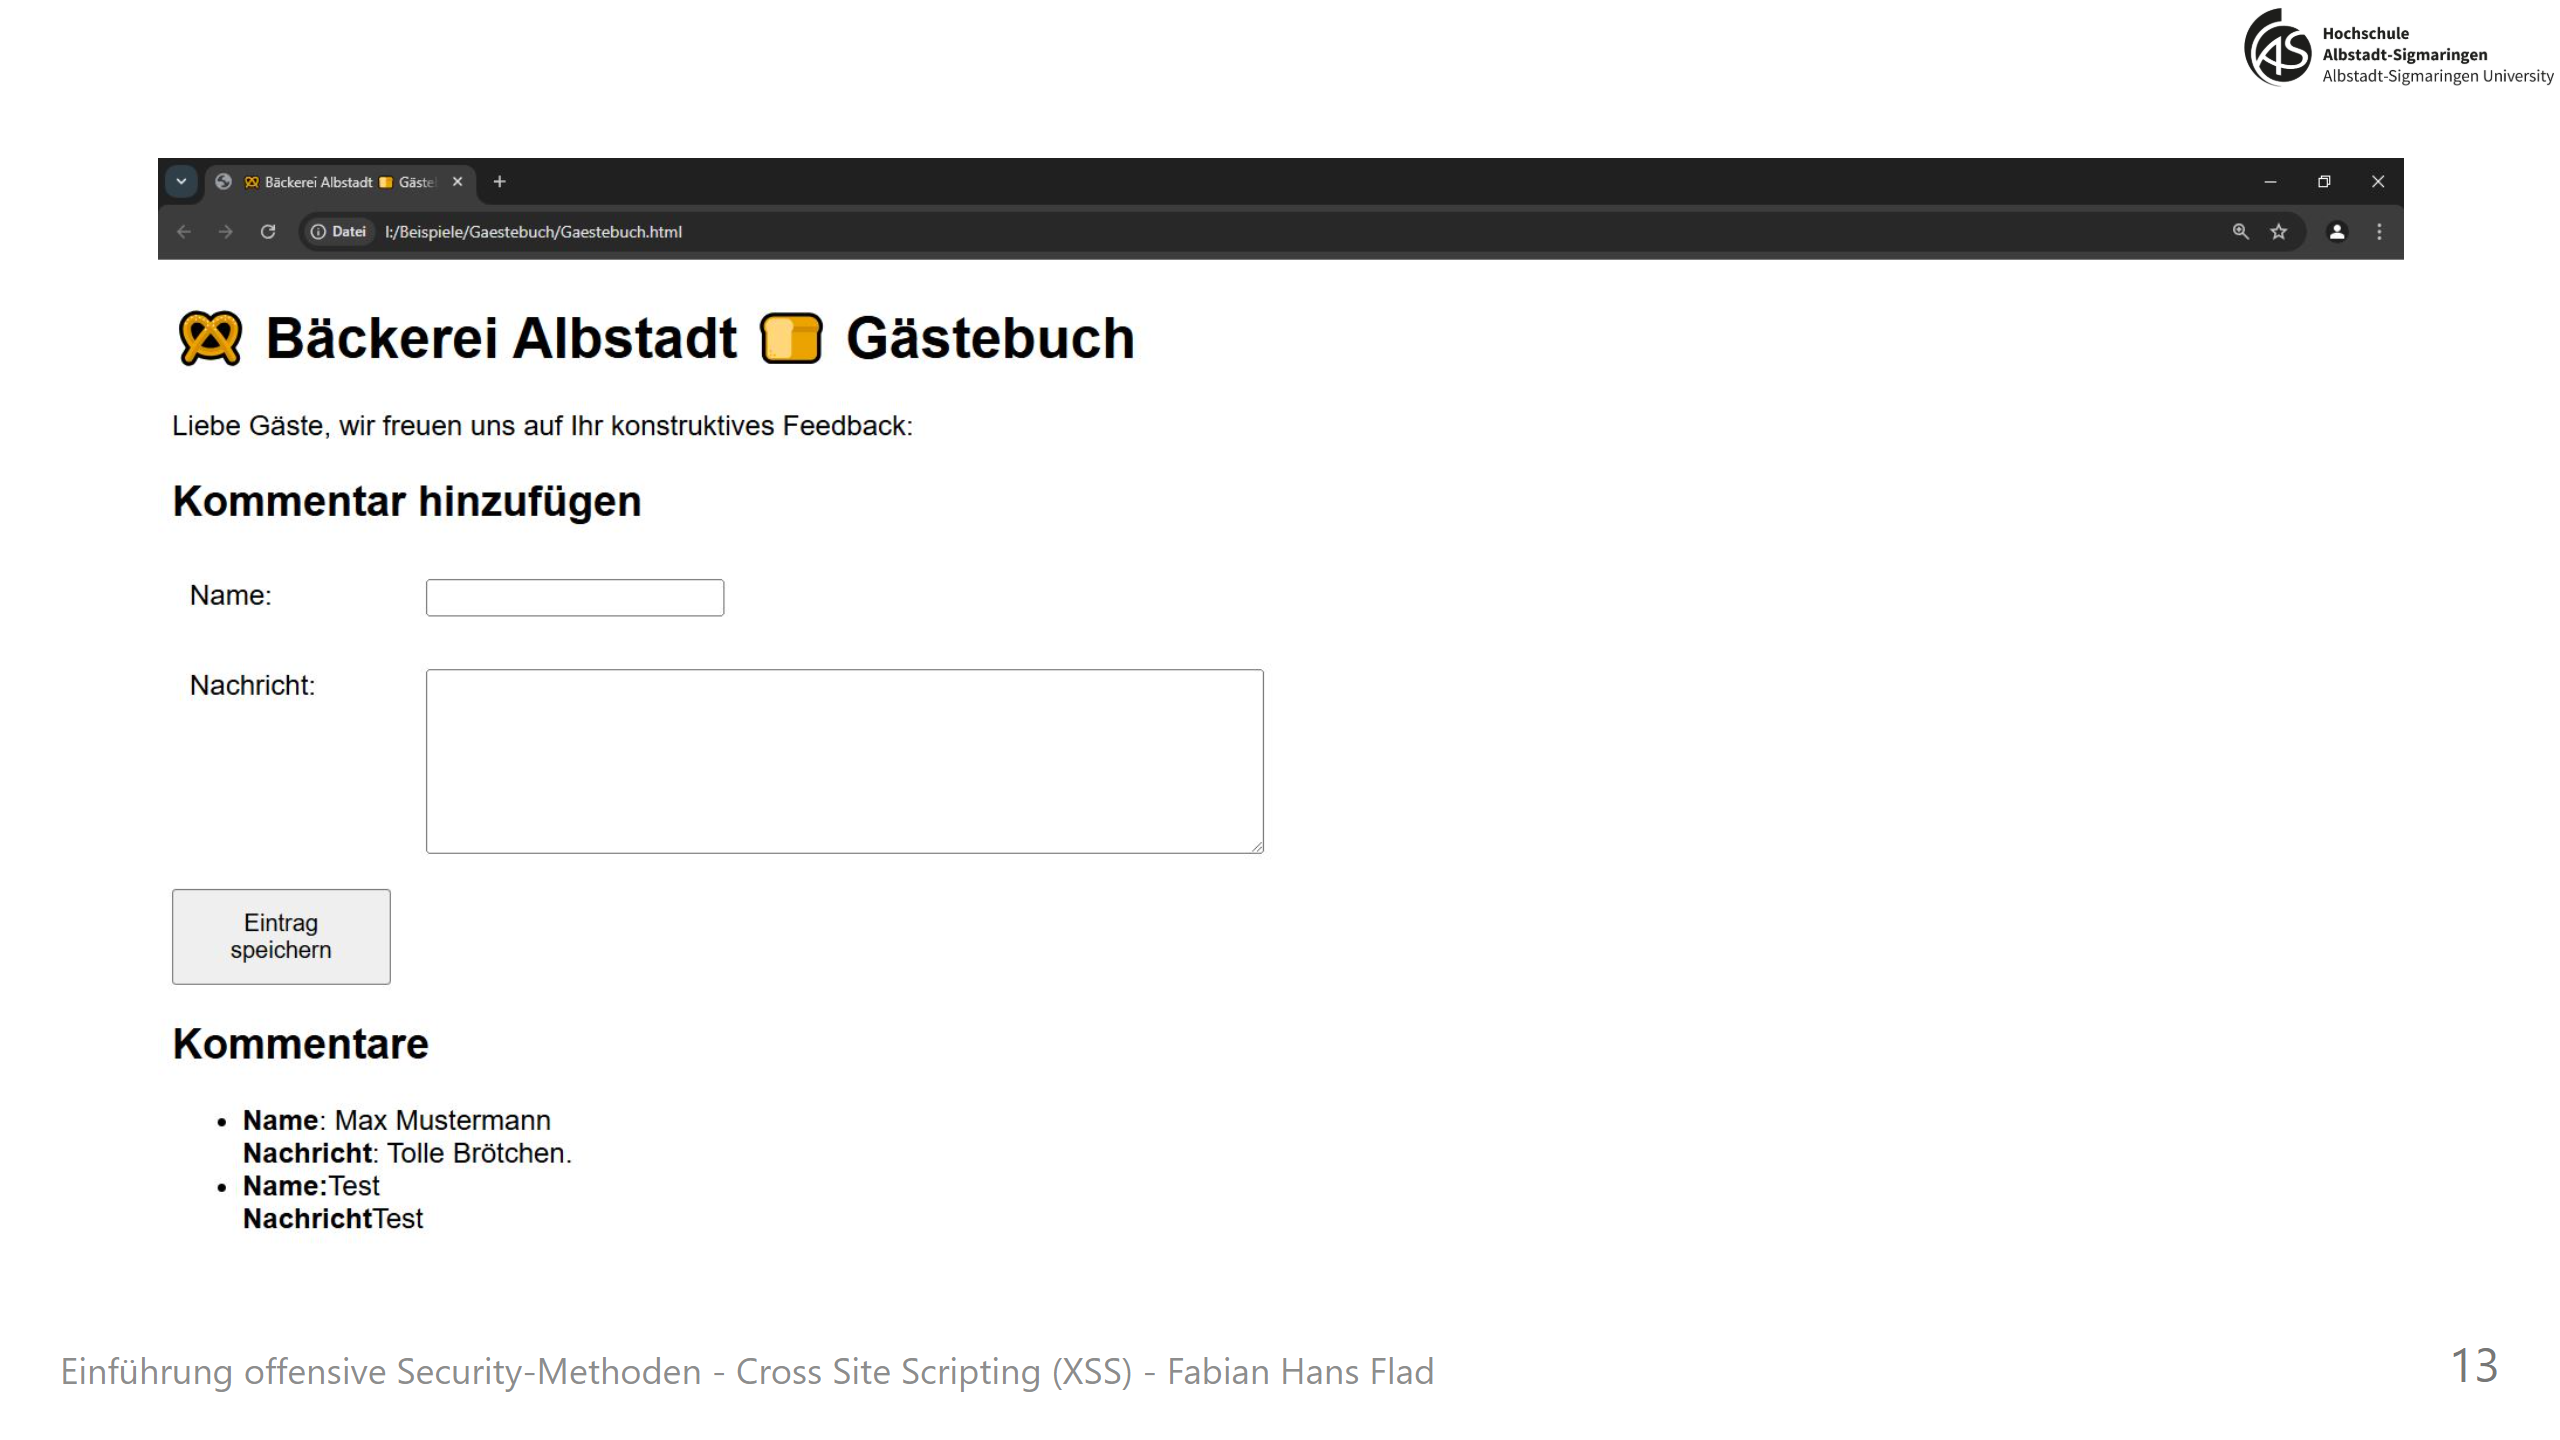 Hochschule
Albstadt-Sigmaringen
Albstadt-Sigmaringen University
🥨 Bäckerei Albstadt 🍞 Gäste
Datei I:/Beispiele/Gaestebuch/Gaestebuch.html
🥨 Bäckerei Albstadt 🍞 Gästebuch
Liebe Gäste, wir freuen uns auf Ihr konstruktives Feedback:
Kommentar hinzufügen
Name:
Nachricht:
Eintrag
speichern
Kommentare
• Name: Max Mustermann
Nachricht: Tolle Brötchen.
• Name:Test
NachrichtTest
Einführung offensive Security-Methoden - Cross Site Scripting (XSS) - Fabian Hans Flad
13